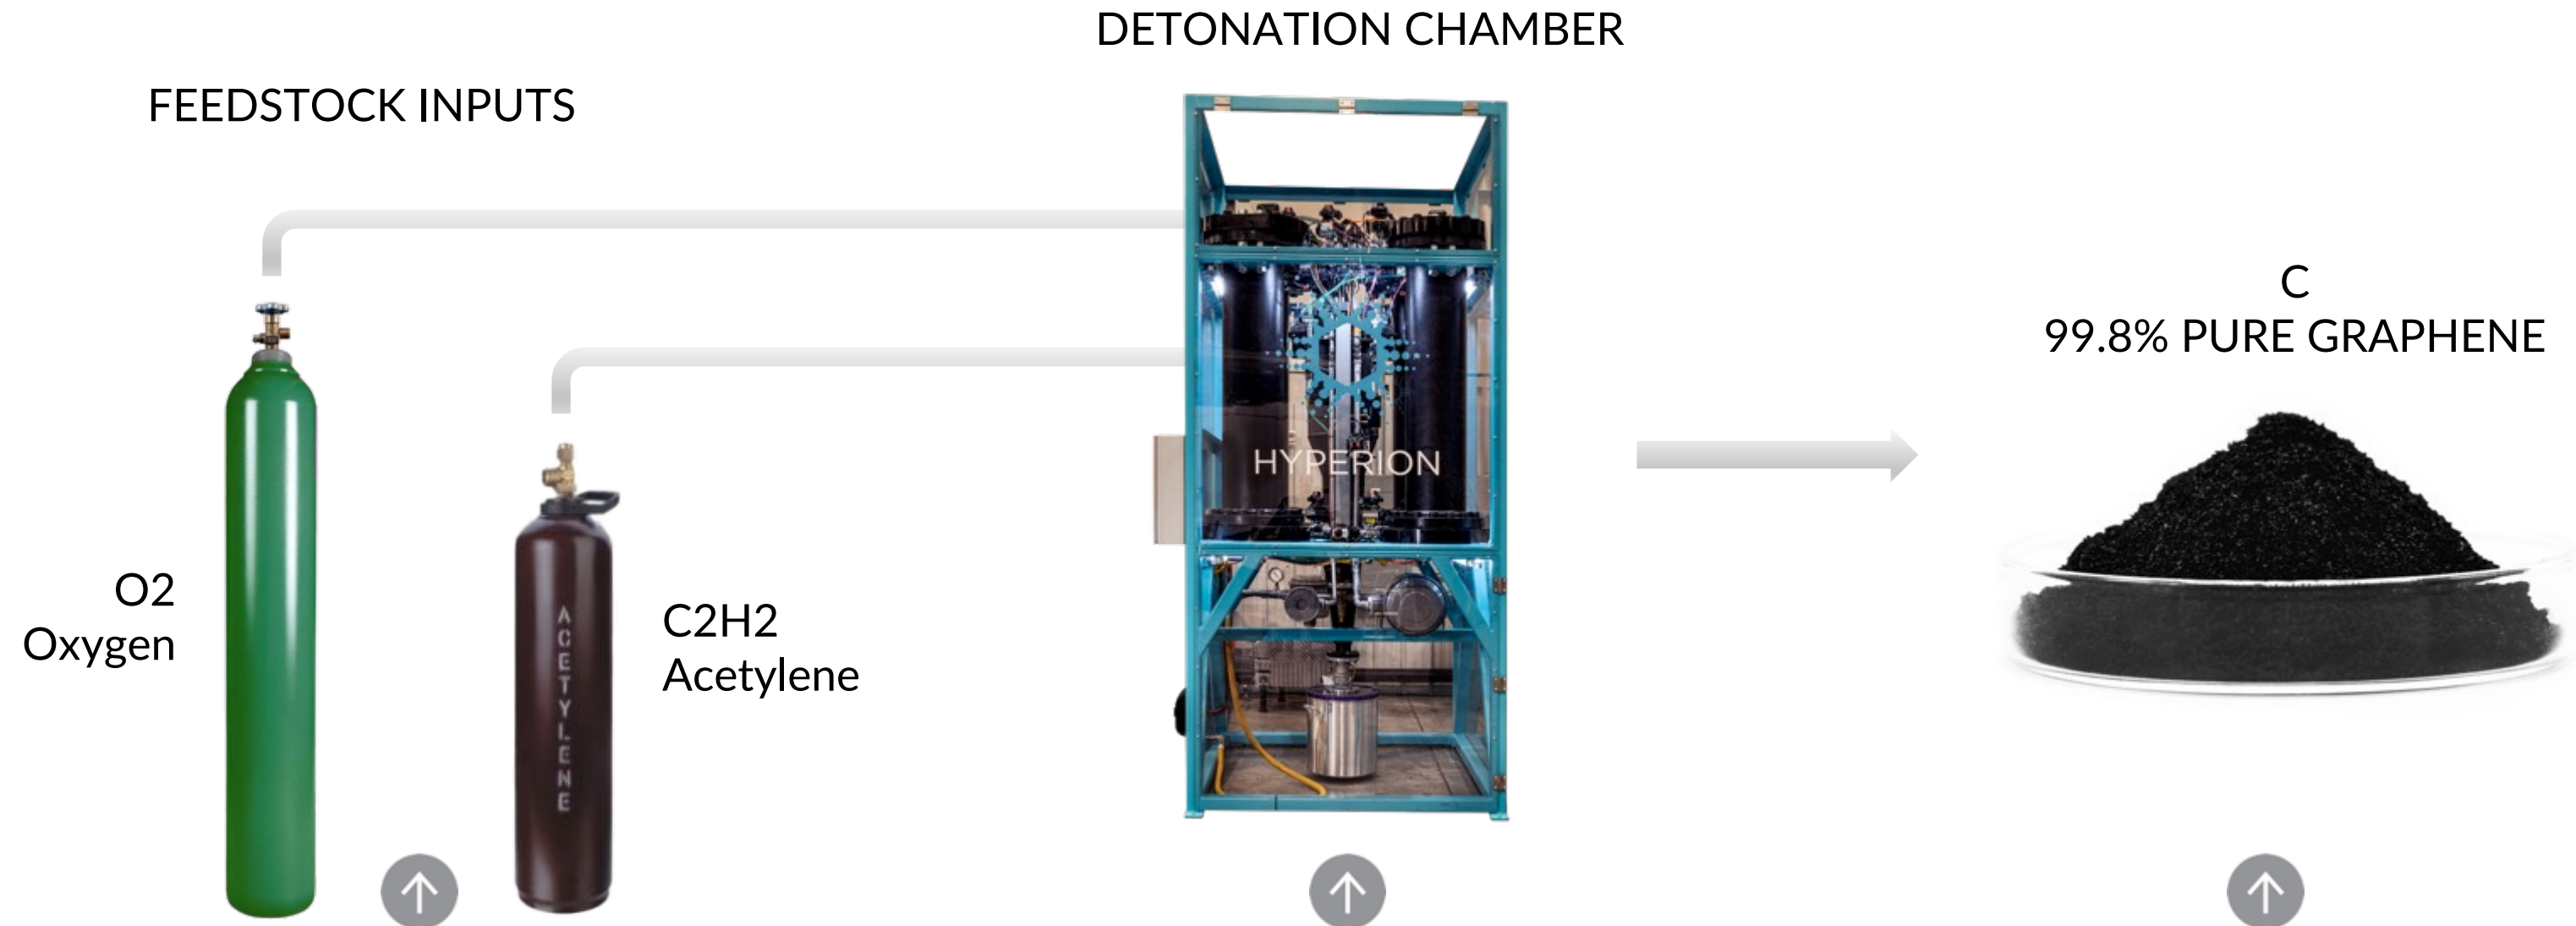 DETONATION CHAMBER
FEEDSTOCK INPUTS
C
99.8% PURE GRAPHENE
HYPERION
O2
Oxygen
C2H2
Acetylene
ACETYLENE